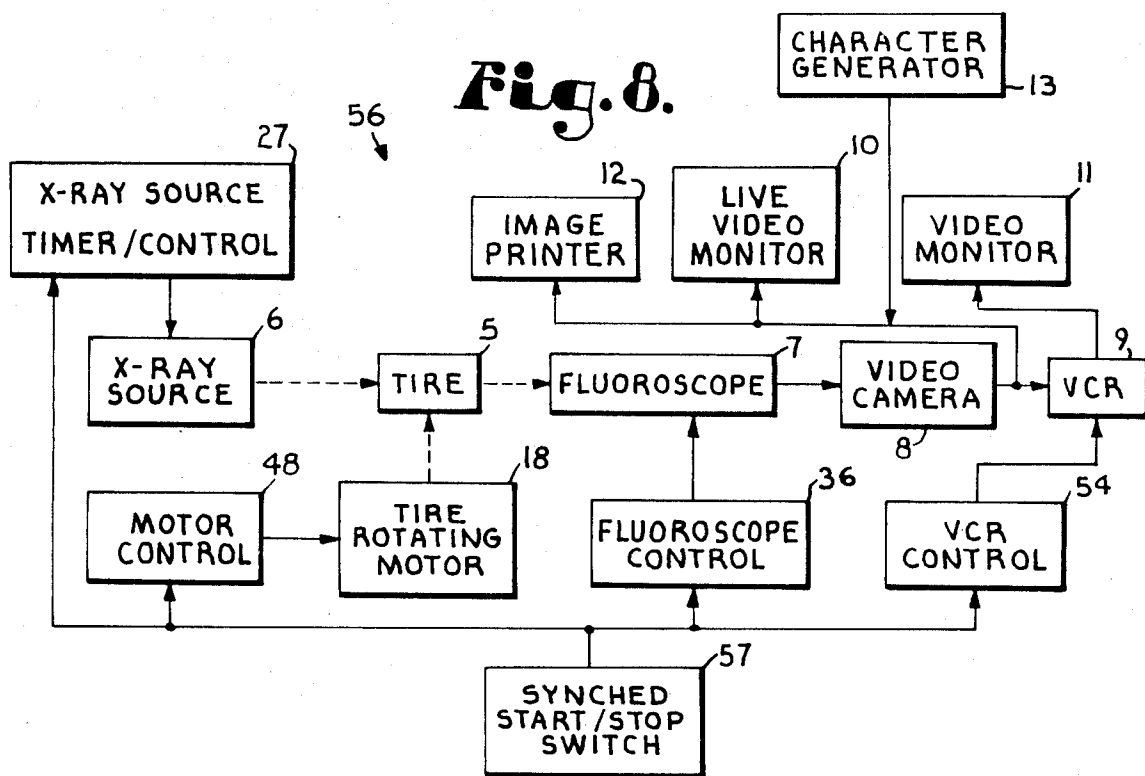 Fig. 8.
56
CHARACTER
GENERATOR
13
27
X-RAY SOURCE
TIMER/CONTROL
12
IMAGE
PRINTER
10
LIVE
VIDEO
MONITOR
11
VIDEO
MONITOR
6
X-RAY
SOURCE
5
TIRE
7
FLUOROSCOPE
VIDEO
CAMERA
8
9
VCR
48
MOTOR
CONTROL
18
TIRE
ROTATING
MOTOR
36
FLUOROSCOPE
CONTROL
54
VCR
CONTROL
57
SYNCHED
START/STOP
SWITCH